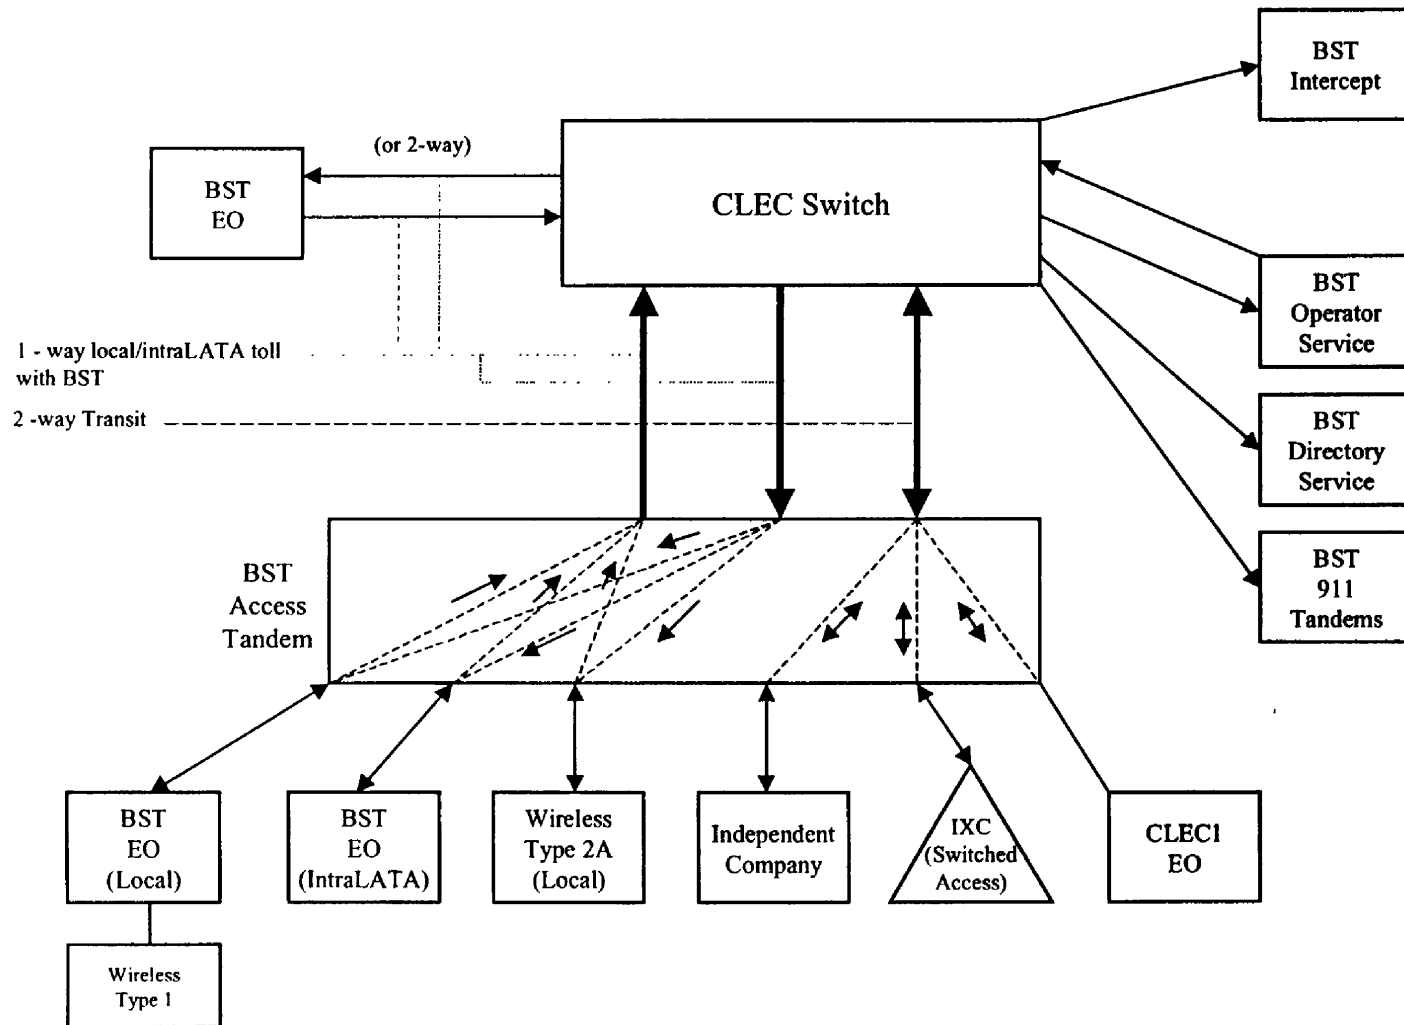 BST
Intercept
(or 2-way)
BST
EO
CLEC Switch
BST
Operator
Service
1 - way local/intraLATA toll
with BST
2 -way Transit
BST
Directory
Service
BST
911
Tandems
BST
Access
Tandem
BST
EO
(Local)
BST
EO
(IntraLATA)
Wireless
Type 2A
(Local)
Independent
Company
IXC
(Switched
Access)
CLEC1
EO
Wireless
Type 1